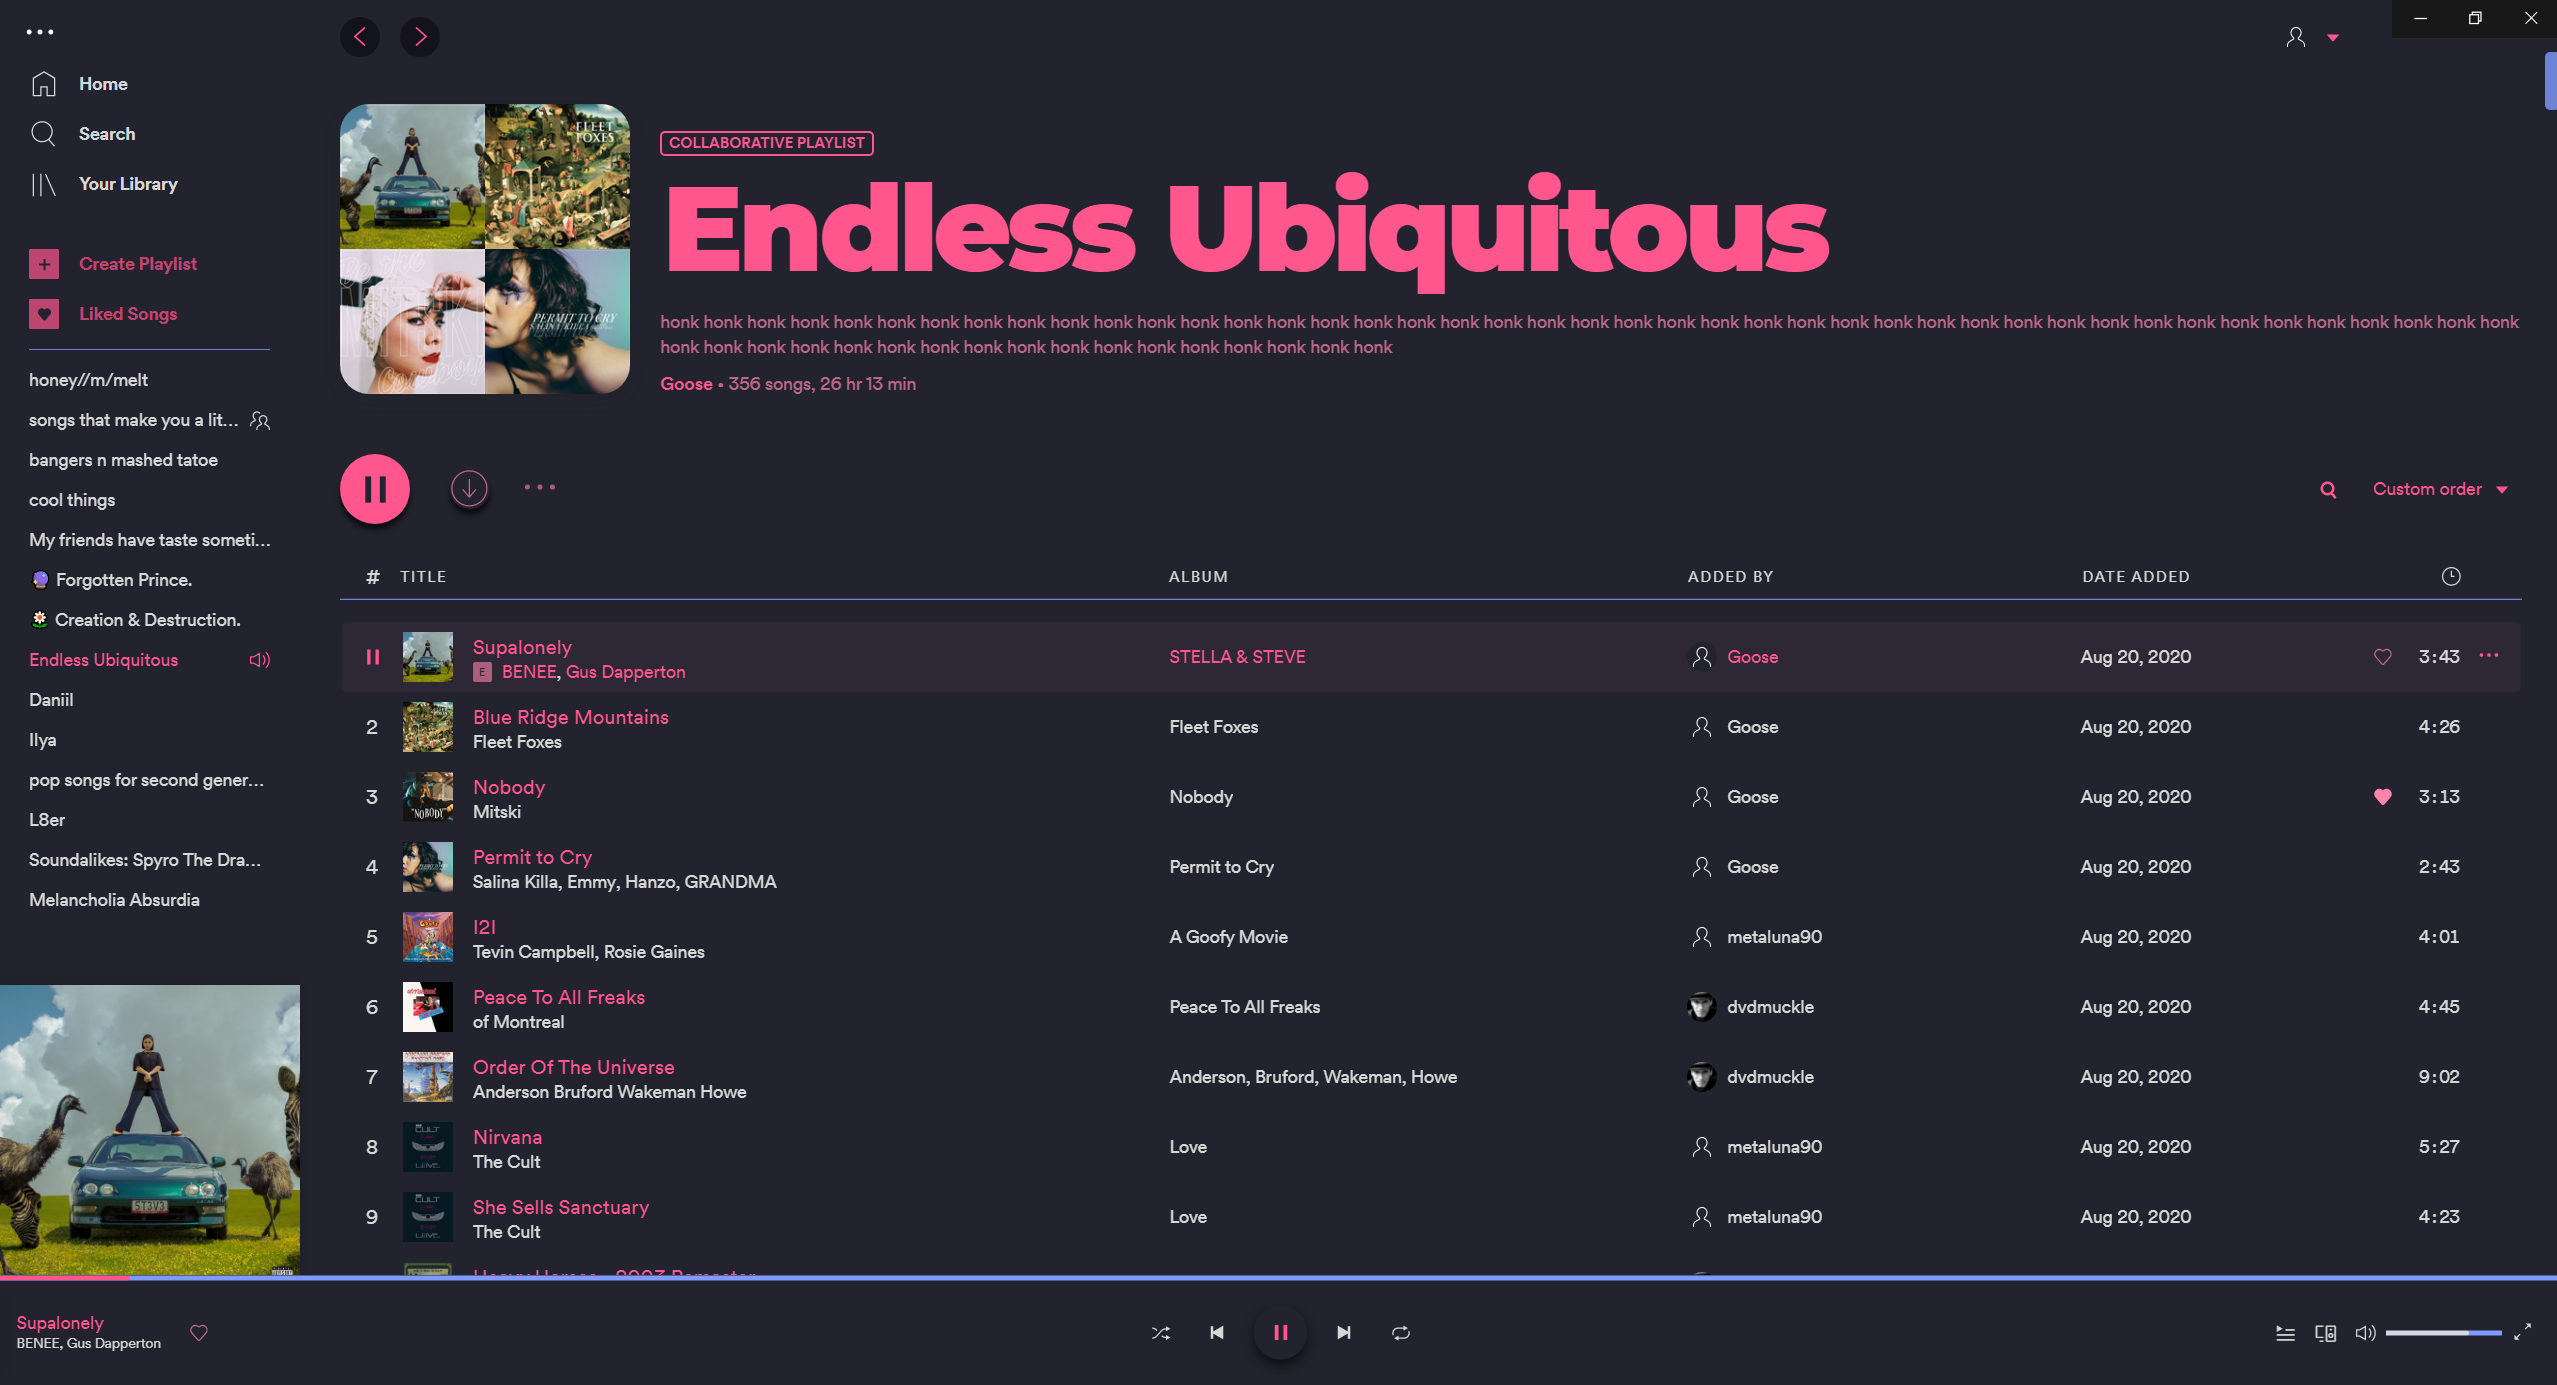 Home
Search
Your Library
Create Playlist
Liked Songs
honey//m/melt
songs that make you a lit...
bangers n mashed tatoe
cool things
My friends have taste someti...
Forgotten Prince.
Creation & Destruction.
Endless Ubiquitous
Daniil
Ilya
pop songs for second gener...
L8er
Soundalikes: Spyro The Dra...
Melancholia Absurdia
FLEET FOXES
PERMIT TO CRY
COLLABORATIVE PLAYLIST
Endless Ubiquitous
honk honk honk honk honk honk honk honk honk honk honk honk honk honk honk honk honk honk honk honk honk honk honk honk honk honk honk honk honk honk honk honk honk honk honk honk honk honk honk honk honk honk honk
honk honk honk honk honk honk honk honk honk honk honk honk honk honk honk honk honk
Goose • 356 songs, 26 hr 13 min
Custom order
# TITLE ALBUM ADDED BY DATE ADDED
Supalonely STELLA & STEVE Goose Aug 20, 2020 3:43
E BENEE, Gus Dapperton
2 Blue Ridge Mountains Fleet Foxes Goose Aug 20, 2020 4:26
Fleet Foxes
3 Nobody Nobody Goose Aug 20, 2020 3:13
Mitski
"NOBODY"
4 Permit to Cry Permit to Cry Goose Aug 20, 2020 2:43
Salina Killa, Emmy, Hanzo, GRANDMA
5 I2I A Goofy Movie metaluna90 Aug 20, 2020 4:01
Tevin Campbell, Rosie Gaines
6 Peace To All Freaks Peace To All Freaks dvdmuckle Aug 20, 2020 4:45
of Montreal
7 Order Of The Universe Anderson, Bruford, Wakeman, Howe dvdmuckle Aug 20, 2020 9:02
Anderson Bruford Wakeman Howe
8 Nirvana Love metaluna90 Aug 20, 2020 5:27
The Cult
9 She Sells Sanctuary Love metaluna90 Aug 20, 2020 4:23
The Cult
ST3V3
Supalonely
BENEE, Gus Dapperton